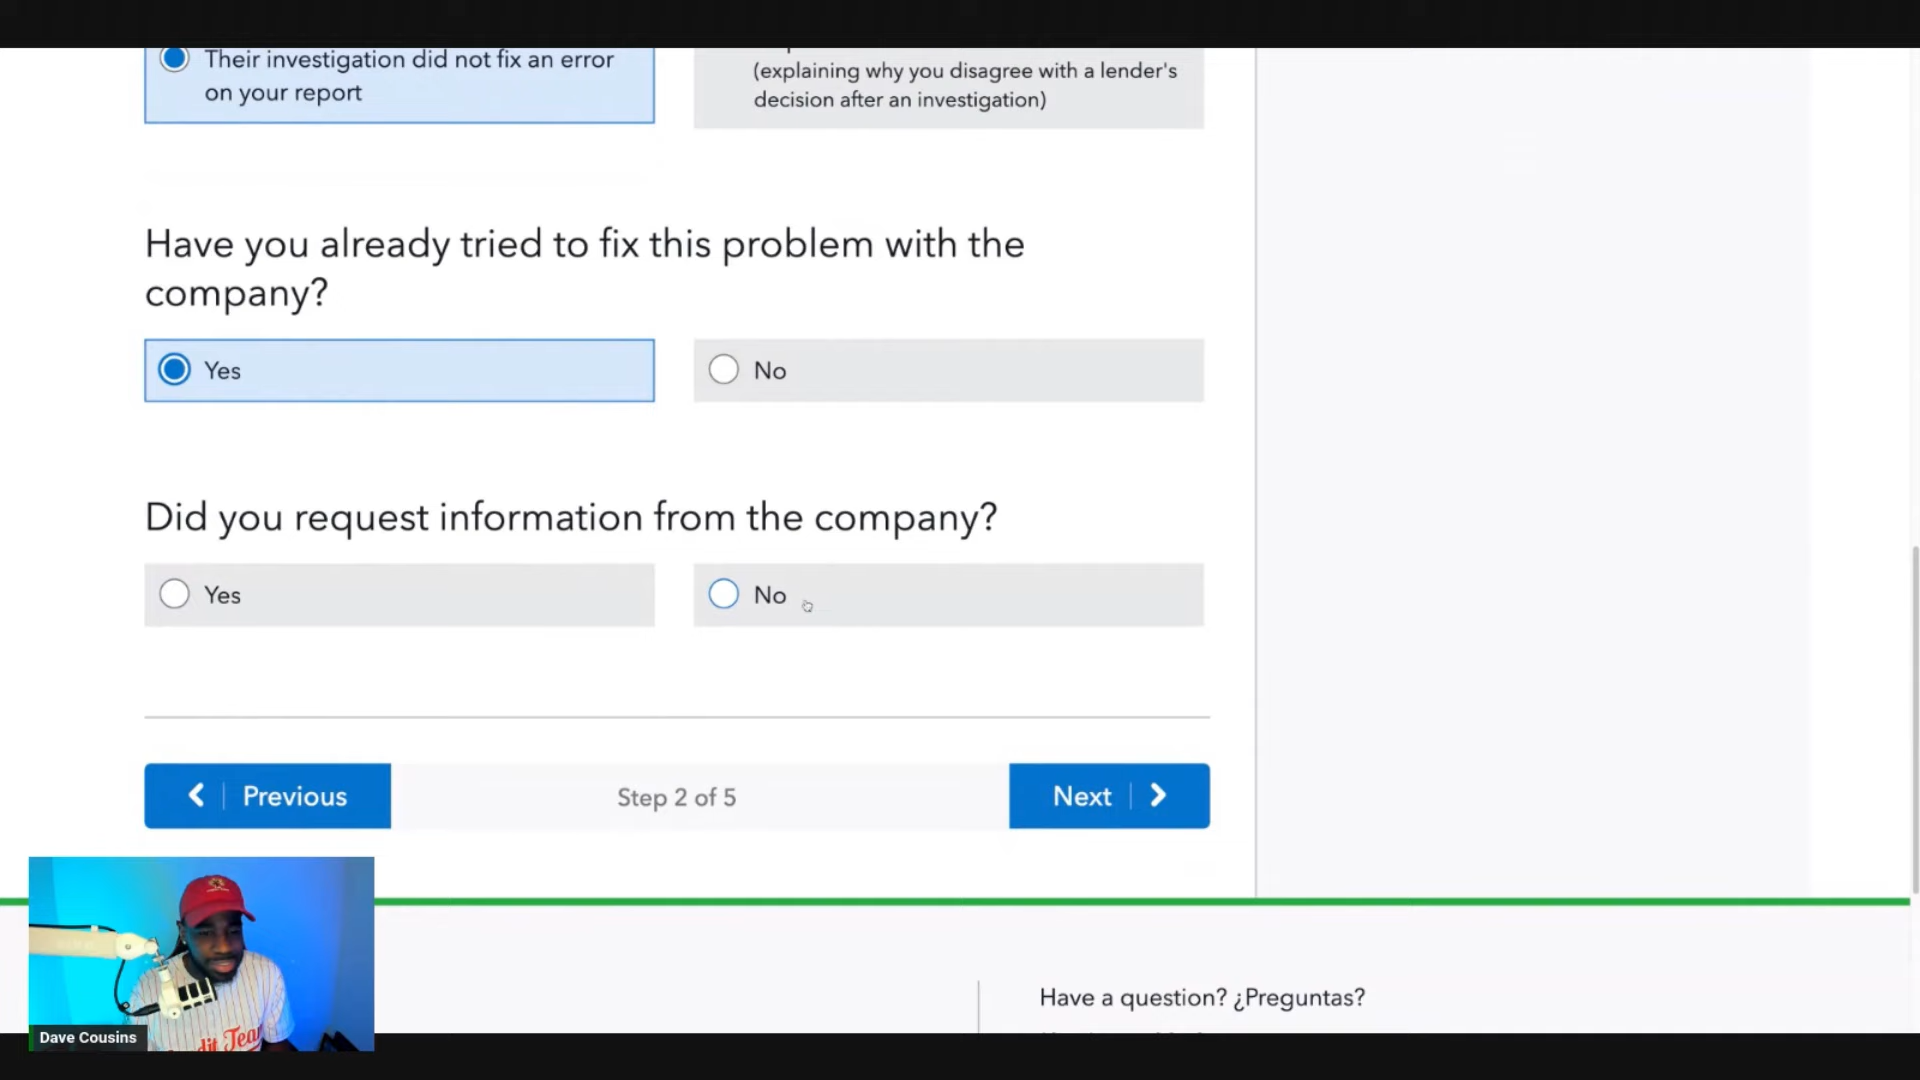 Their investigation did not fix an error
on your report
(explaining why you disagree with a lender's
decision after an investigation)
Have you already tried to fix this problem with the
company?
Yes
No
Did you request information from the company?
Yes
No
Previous
Step 2 of 5
Next
Have a question? ¿Preguntas?
Dave Cousins